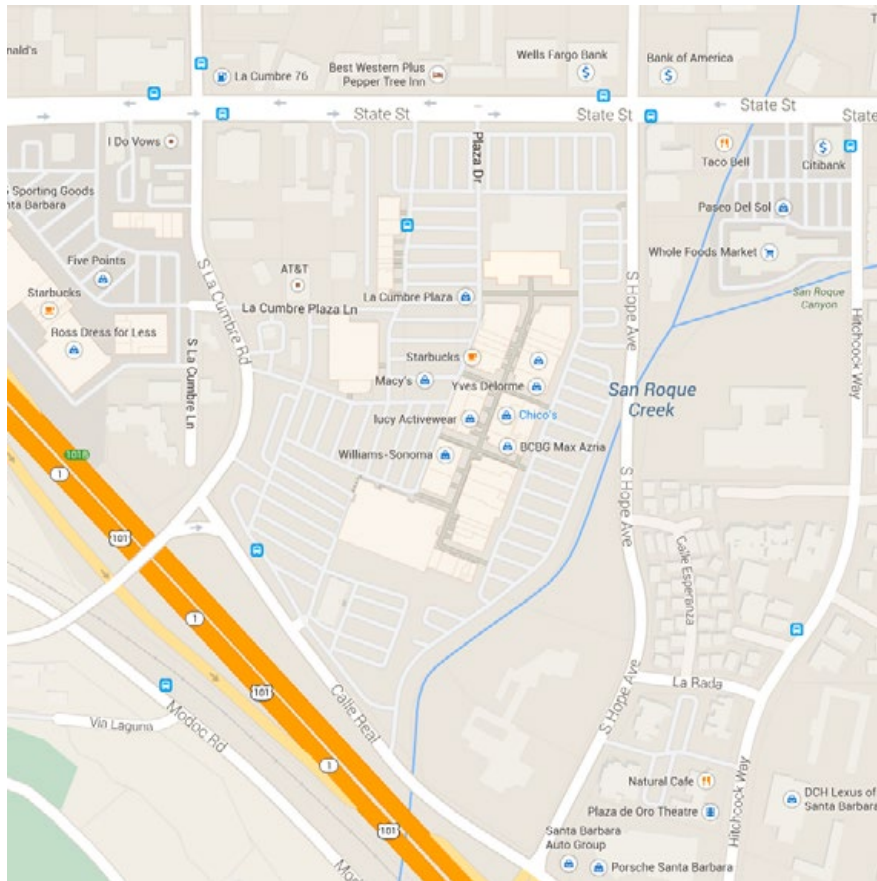 nald's
La Cumbre 76
Best Western Plus
Pepper Tree Inn
Wells Fargo Bank
$
Bank of America
$
T
State St
State St
State St
State
I Do Vows
Plaza Dr
Taco Bell
$
Citibank
5 Sporting Goods
nta Barbara
Paseo Del Sol
Five Points
Whole Foods Market
S La Cumbre Rd
AT&T
La Cumbre Plaza Ln
La Cumbre Plaza
S Hope Ave
San Roque
Canyon
Starbucks
Ross Dress for Less
Hitchcock Way
S La Cumbre Ln
Starbucks
Macy's
Yves Delorme
San Roque
Creek
lucy Activewear
Chico's
Williams-Sonoma
BCBG Max Azria
101B
1
S Hope Ave
101
Calle Esperanza
1
S Hope Ave
La Rada
101
Calle Real
Via Laguna
Modoc Rd
1
Hitchcock Way
Natural Cafe
DCH Lexus of
Santa Barbara
Plaza de Oro Theatre
101
Santa Barbara
Auto Group
Porsche Santa Barbara
Mod